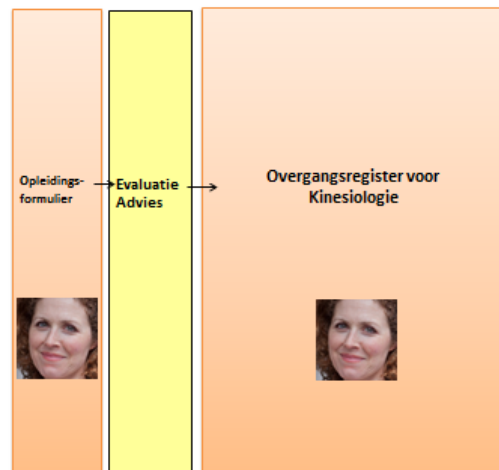 Opleidings-
formulier
Evaluatie
Advies
Overgangsregister voor
Kinesiologie